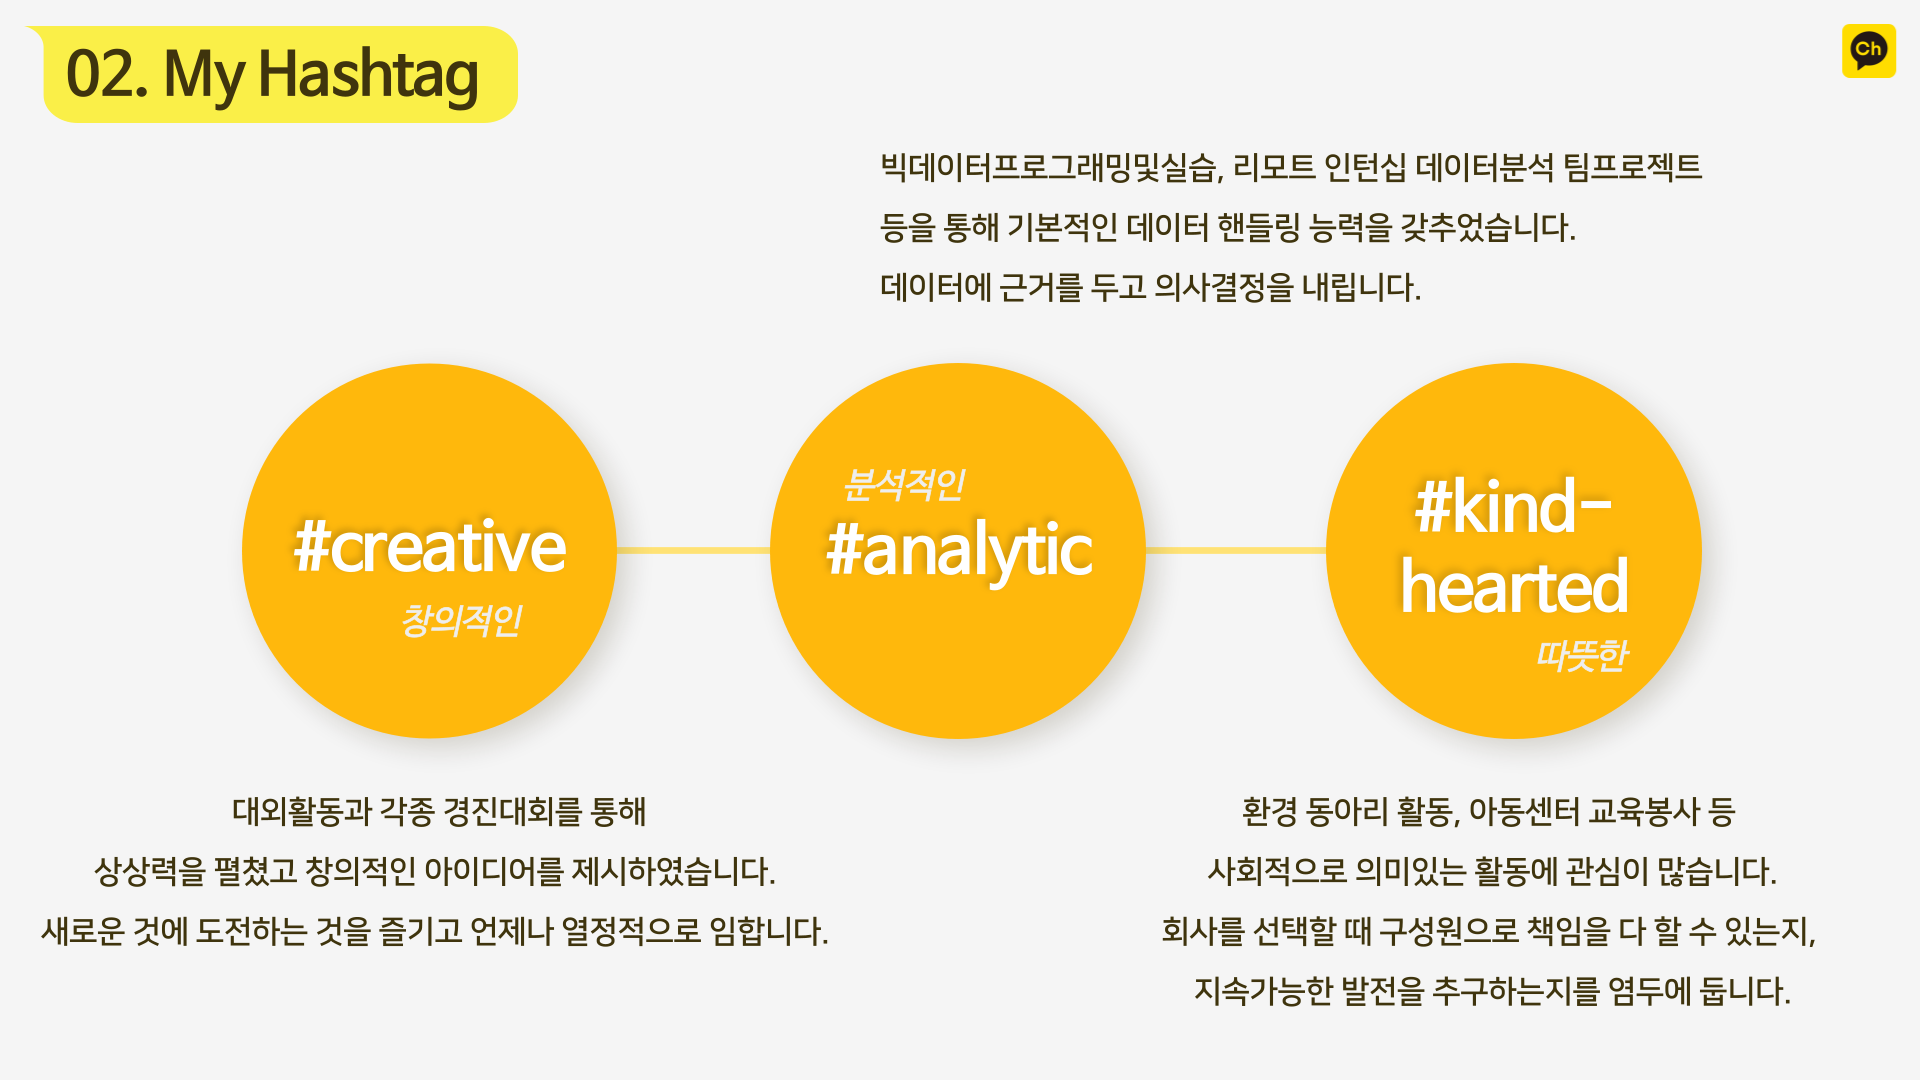 02. My Hashtag
Ch
빅데이터프로그래밍및실습, 리모트 인턴십 데이터분석 팀프로젝트
등을 통해 기본적인 데이터 핸들링 능력을 갖추었습니다.
데이터에 근거를 두고 의사결정을 내립니다.
#creative
창의적인
분석적인
#analytic
#kind-
hearted
따뜻한
대외활동과 각종 경진대회를 통해
상상력을 펼쳤고 창의적인 아이디어를 제시하였습니다.
새로운 것에 도전하는 것을 즐기고 언제나 열정적으로 임합니다.
환경 동아리 활동, 아동센터 교육봉사 등
사회적으로 의미있는 활동에 관심이 많습니다.
회사를 선택할 때 구성원으로 책임을 다 할 수 있는지,
지속가능한 발전을 추구하는지를 염두에 둡니다.